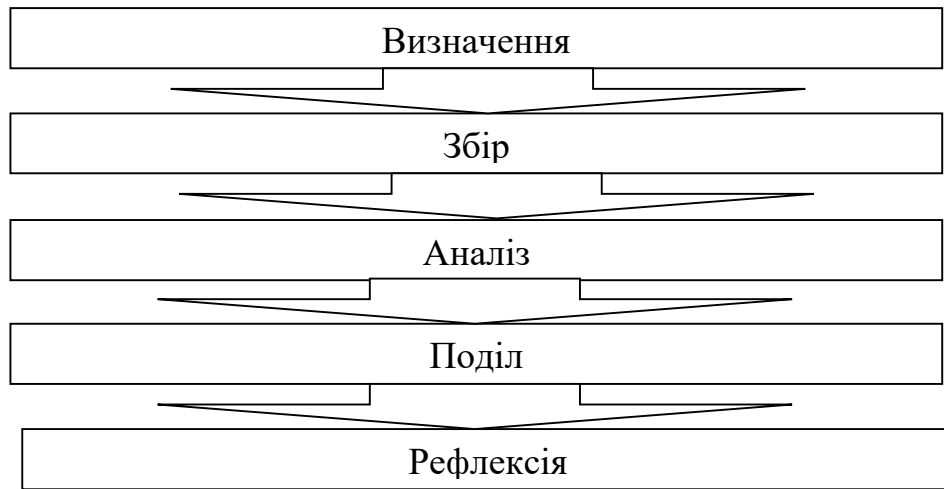 Визначення
Збір
Аналіз
Поділ
Рефлексія